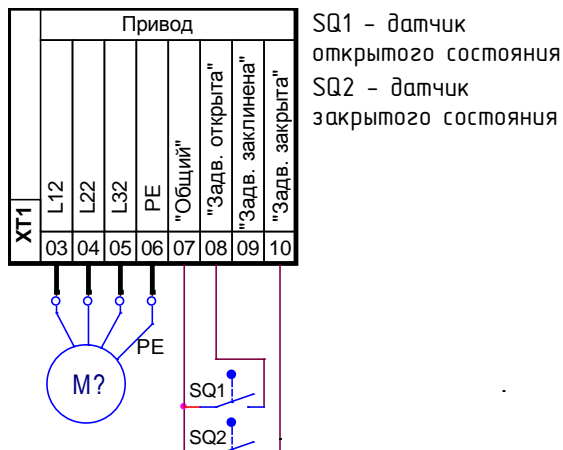 Привод
SQ1 - датчик
открытого состояния
SQ2 - датчик
закрытого состояния
XT1
L12
L22
L32
PE
"Общий"
"Задв. открыта"
"Задв. заклинена"
"Задв. закрыта"
03 04 05 06 07 08 09 10
PE
M?
SQ1
SQ2